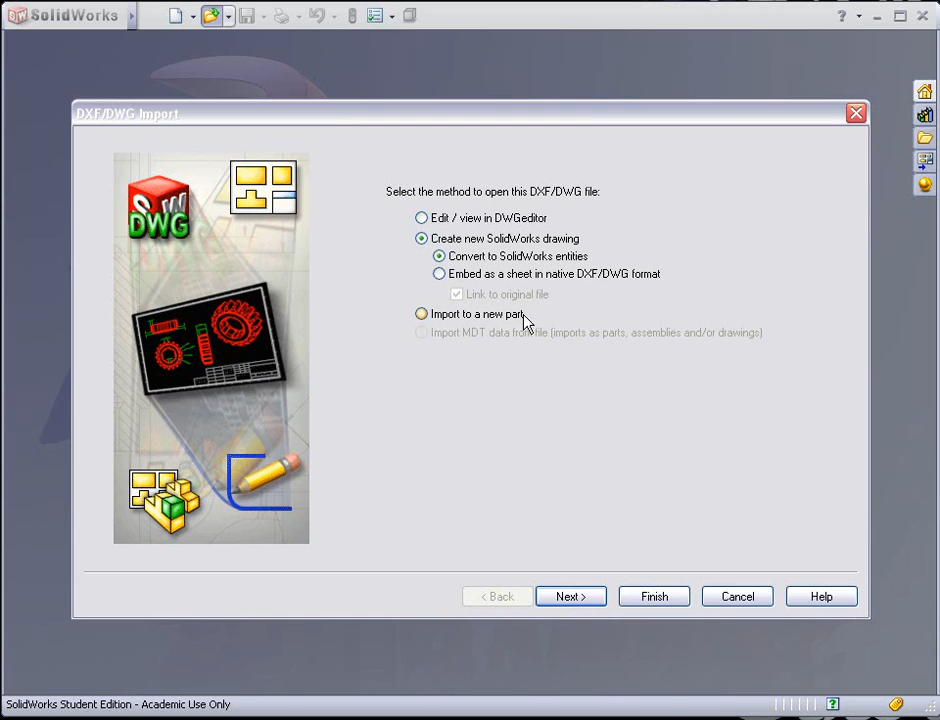 SolidWorks
DXF/DWG Import
SW
DWG
Select the method to open this DXF/DWG file:
Edit / view in DWGeditor
Create new SolidWorks drawing
Convert to SolidWorks entities
Embed as a sheet in native DXF/DWG format
Link to original file
Import to a new part
Import MDT data from file (imports as parts, assemblies and/or drawings)
< Back
Next >
Finish
Cancel
Help
SolidWorks Student Edition - Academic Use Only